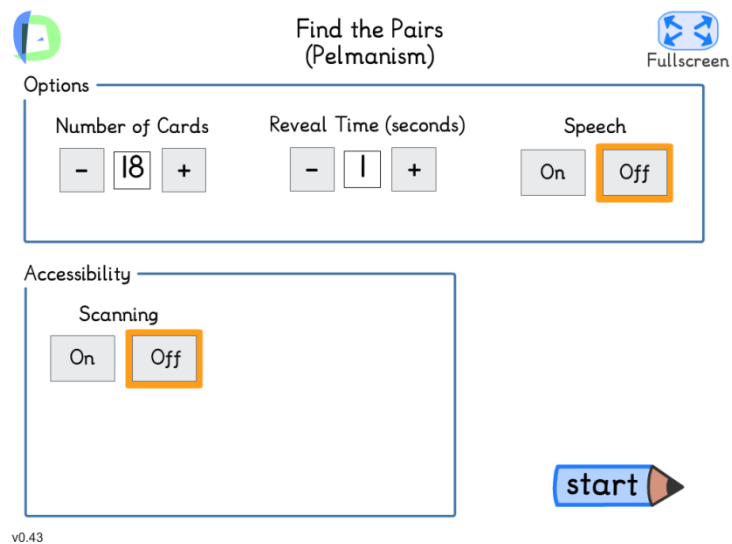 Find the Pairs
(Pelmanism)
Fullscreen
Options
Number of Cards
- 18 +
Reveal Time (seconds)
- 1 +
Speech
On Off
Accessibility
Scanning
On Off
start
v0.43